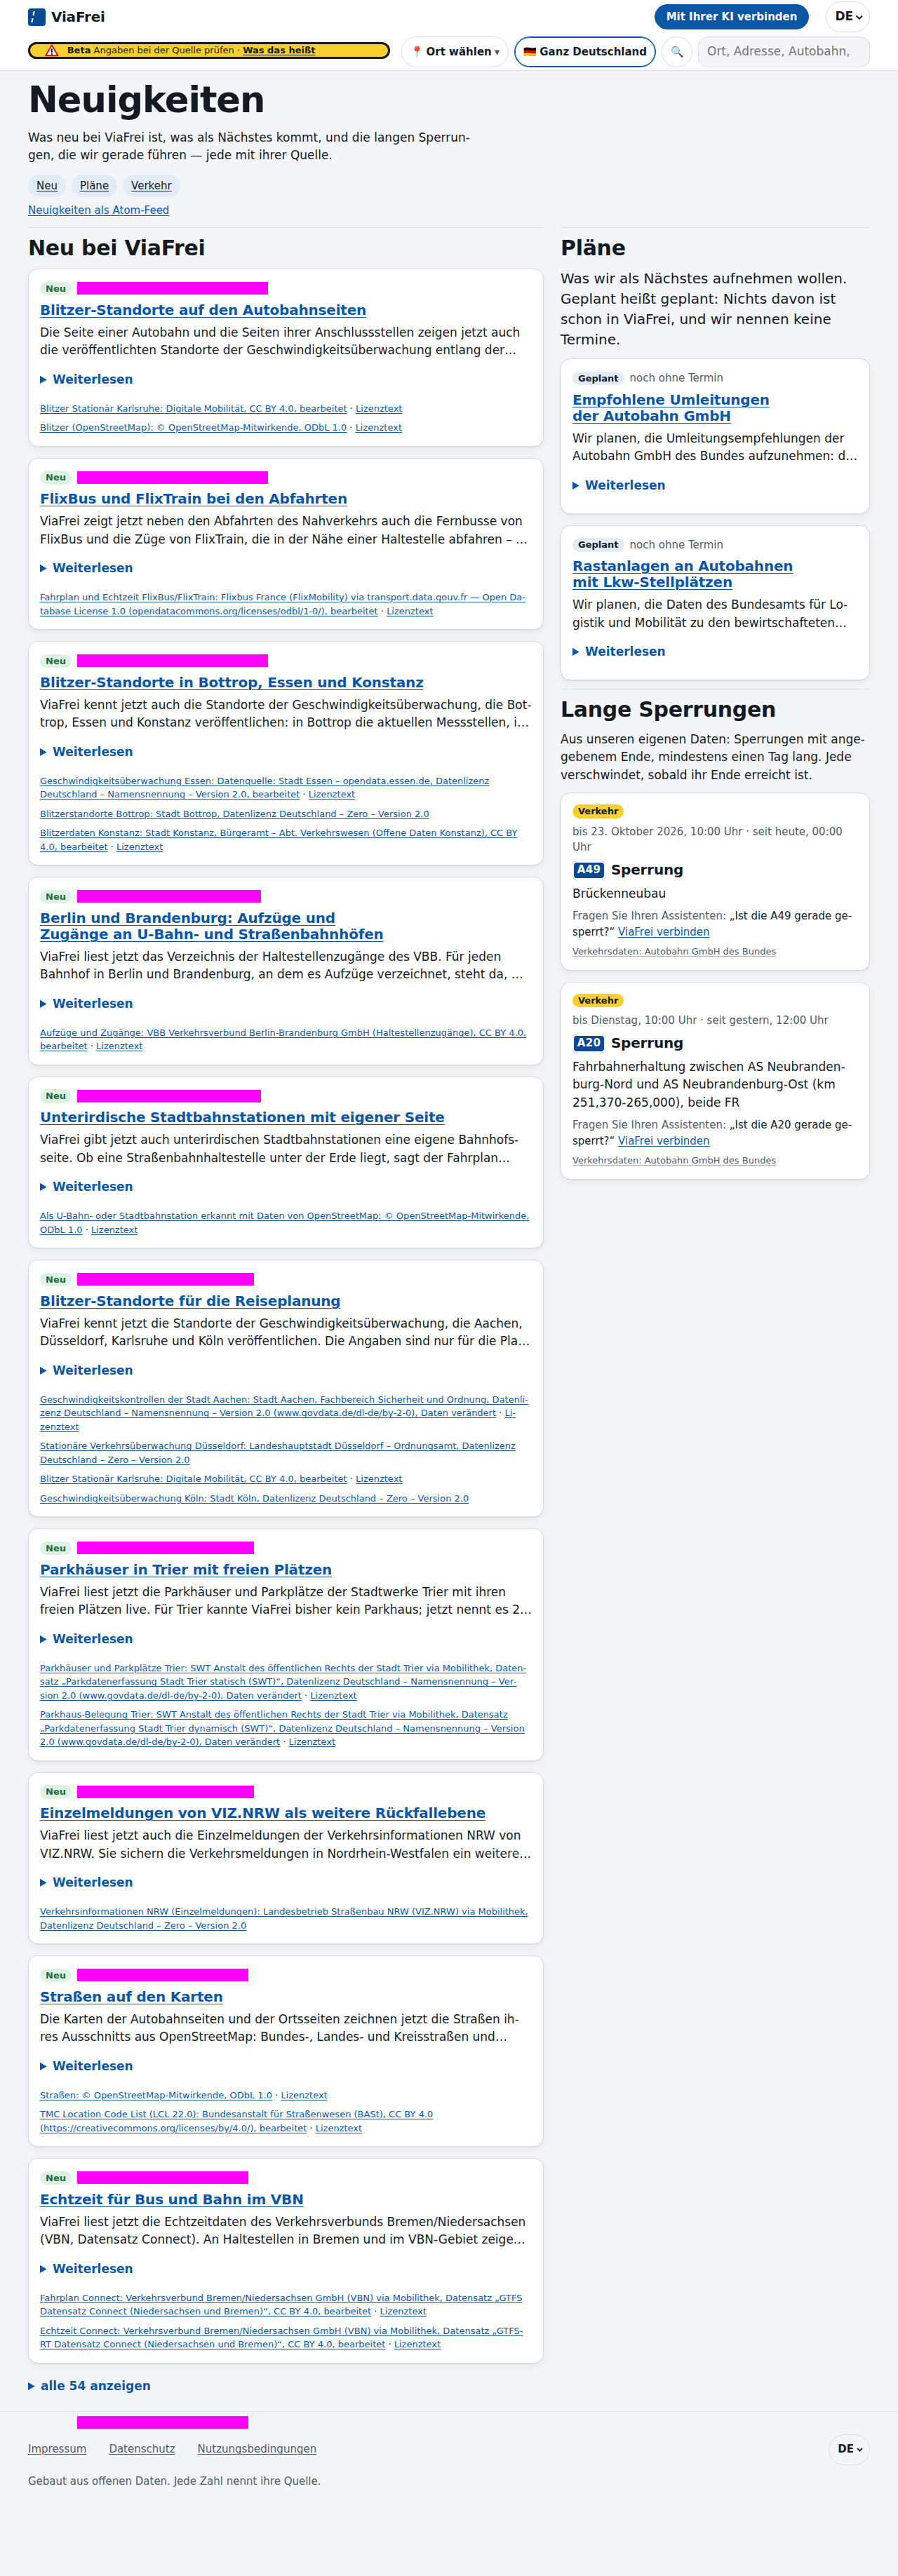 ViaFrei
Mit Ihrer KI verbinden
DE
Beta Angaben bei der Quelle prüfen · Was das heißt
Ort wählen ▾
Ganz Deutschland
Ort, Adresse, Autobahn,
Neuigkeiten
Was neu bei ViaFrei ist, was als Nächstes kommt, und die langen Sperrun-
gen, die wir gerade führen — jede mit ihrer Quelle.
Neu
Pläne
Verkehr
Neuigkeiten als Atom-Feed
Neu bei ViaFrei
Neu
Blitzer-Standorte auf den Autobahnseiten
Die Seite einer Autobahn und die Seiten ihrer Anschlussstellen zeigen jetzt auch
die veröffentlichten Standorte der Geschwindigkeitsüberwachung entlang der…
Weiterlesen
Blitzer Stationär Karlsruhe: Digitale Mobilität, CC BY 4.0, bearbeitet · Lizenztext
Blitzer (OpenStreetMap): © OpenStreetMap-Mitwirkende, ODbL 1.0 · Lizenztext
Neu
FlixBus und FlixTrain bei den Abfahrten
ViaFrei zeigt jetzt neben den Abfahrten des Nahverkehrs auch die Fernbusse von
FlixBus und die Züge von FlixTrain, die in der Nähe einer Haltestelle abfahren – …
Weiterlesen
Fahrplan und Echtzeit FlixBus/FlixTrain: Flixbus France (FlixMobility) via transport.data.gouv.fr — Open Da-
tabase License 1.0 (opendatacommons.org/licenses/odbl/1-0/), bearbeitet · Lizenztext
Neu
Blitzer-Standorte in Bottrop, Essen und Konstanz
ViaFrei kennt jetzt auch die Standorte der Geschwindigkeitsüberwachung, die Bot-
trop, Essen und Konstanz veröffentlichen: in Bottrop die aktuellen Messstellen, i…
Weiterlesen
Geschwindigkeitsüberwachung Essen: Datenquelle: Stadt Essen – opendata.essen.de, Datenlizenz
Deutschland – Namensnennung – Version 2.0, bearbeitet · Lizenztext
Blitzerstandorte Bottrop: Stadt Bottrop, Datenlizenz Deutschland – Zero – Version 2.0
Blitzerdaten Konstanz: Stadt Konstanz, Bürgeramt – Abt. Verkehrswesen (Offene Daten Konstanz), CC BY
4.0, bearbeitet · Lizenztext
Neu
Berlin und Brandenburg: Aufzüge und
Zugänge an U-Bahn- und Straßenbahnhöfen
ViaFrei liest jetzt das Verzeichnis der Haltestellenzugänge des VBB. Für jeden
Bahnhof in Berlin und Brandenburg, an dem es Aufzüge verzeichnet, steht da, …
Weiterlesen
Aufzüge und Zugänge: VBB Verkehrsverbund Berlin-Brandenburg GmbH (Haltestellenzugänge), CC BY 4.0,
bearbeitet · Lizenztext
Neu
Unterirdische Stadtbahnstationen mit eigener Seite
ViaFrei gibt jetzt auch unterirdischen Stadtbahnstationen eine eigene Bahnhofs-
seite. Ob eine Straßenbahnhaltestelle unter der Erde liegt, sagt der Fahrplan…
Weiterlesen
Als U-Bahn- oder Stadtbahnstation erkannt mit Daten von OpenStreetMap: © OpenStreetMap-Mitwirkende,
ODbL 1.0 · Lizenztext
Neu
Blitzer-Standorte für die Reiseplanung
ViaFrei kennt jetzt die Standorte der Geschwindigkeitsüberwachung, die Aachen,
Düsseldorf, Karlsruhe und Köln veröffentlichen. Die Angaben sind nur für die Pla…
Weiterlesen
Geschwindigkeitskontrollen der Stadt Aachen: Stadt Aachen, Fachbereich Sicherheit und Ordnung, Datenli-
zenz Deutschland – Namensnennung – Version 2.0 (www.govdata.de/dl-de/by-2-0), Daten verändert · Li-
zenztext
Stationäre Verkehrsüberwachung Düsseldorf: Landeshauptstadt Düsseldorf – Ordnungsamt, Datenlizenz
Deutschland – Zero – Version 2.0
Blitzer Stationär Karlsruhe: Digitale Mobilität, CC BY 4.0, bearbeitet · Lizenztext
Geschwindigkeitsüberwachung Köln: Stadt Köln, Datenlizenz Deutschland – Zero – Version 2.0
Neu
Parkhäuser in Trier mit freien Plätzen
ViaFrei liest jetzt die Parkhäuser und Parkplätze der Stadtwerke Trier mit ihren
freien Plätzen live. Für Trier kannte ViaFrei bisher kein Parkhaus; jetzt nennt es 2…
Weiterlesen
Parkhäuser und Parkplätze Trier: SWT Anstalt des öffentlichen Rechts der Stadt Trier via Mobilithek, Daten-
satz „Parkdatenerfassung Stadt Trier statisch (SWT)“, Datenlizenz Deutschland – Namensnennung – Ver-
sion 2.0 (www.govdata.de/dl-de/by-2-0), Daten verändert · Lizenztext
Parkhaus-Belegung Trier: SWT Anstalt des öffentlichen Rechts der Stadt Trier via Mobilithek, Datensatz
„Parkdatenerfassung Stadt Trier dynamisch (SWT)“, Datenlizenz Deutschland – Namensnennung – Version
2.0 (www.govdata.de/dl-de/by-2-0), Daten verändert · Lizenztext
Neu
Einzelmeldungen von VIZ.NRW als weitere Rückfallebene
ViaFrei liest jetzt auch die Einzelmeldungen der Verkehrsinformationen NRW von
VIZ.NRW. Sie sichern die Verkehrsmeldungen in Nordrhein-Westfalen ein weitere…
Weiterlesen
Verkehrsinformationen NRW (Einzelmeldungen): Landesbetrieb Straßenbau NRW (VIZ.NRW) via Mobilithek,
Datenlizenz Deutschland – Zero – Version 2.0
Neu
Straßen auf den Karten
Die Karten der Autobahnseiten und der Ortsseiten zeichnen jetzt die Straßen ih-
res Ausschnitts aus OpenStreetMap: Bundes-, Landes- und Kreisstraßen und…
Weiterlesen
Straßen: © OpenStreetMap-Mitwirkende, ODbL 1.0 · Lizenztext
TMC Location Code List (LCL 22.0): Bundesanstalt für Straßenwesen (BASt), CC BY 4.0
(https://creativecommons.org/licenses/by/4.0/), bearbeitet · Lizenztext
Neu
Echtzeit für Bus und Bahn im VBN
ViaFrei liest jetzt die Echtzeitdaten des Verkehrsverbunds Bremen/Niedersachsen
(VBN, Datensatz Connect). An Haltestellen in Bremen und im VBN-Gebiet zeige…
Weiterlesen
Fahrplan Connect: Verkehrsverbund Bremen/Niedersachsen GmbH (VBN) via Mobilithek, Datensatz „GTFS
Datensatz Connect (Niedersachsen und Bremen)“, CC BY 4.0, bearbeitet · Lizenztext
Echtzeit Connect: Verkehrsverbund Bremen/Niedersachsen GmbH (VBN) via Mobilithek, Datensatz „GTFS-
RT Datensatz Connect (Niedersachsen und Bremen)“, CC BY 4.0, bearbeitet · Lizenztext
alle 54 anzeigen
Pläne
Was wir als Nächstes aufnehmen wollen.
Geplant heißt geplant: Nichts davon ist
schon in ViaFrei, und wir nennen keine
Termine.
Geplant noch ohne Termin
Empfohlene Umleitungen
der Autobahn GmbH
Wir planen, die Umleitungsempfehlungen der
Autobahn GmbH des Bundes aufzunehmen: d…
Weiterlesen
Geplant noch ohne Termin
Rastanlagen an Autobahnen
mit Lkw-Stellplätzen
Wir planen, die Daten des Bundesamts für Lo-
gistik und Mobilität zu den bewirtschafteten…
Weiterlesen
Lange Sperrungen
Aus unseren eigenen Daten: Sperrungen mit ange-
gebenem Ende, mindestens einen Tag lang. Jede
verschwindet, sobald ihr Ende erreicht ist.
Verkehr
bis 23. Oktober 2026, 10:00 Uhr · seit heute, 00:00
Uhr
A49 Sperrung
Brückenneubau
Fragen Sie Ihren Assistenten: „Ist die A49 gerade ge-
sperrt?“ ViaFrei verbinden
Verkehrsdaten: Autobahn GmbH des Bundes
Verkehr
bis Dienstag, 10:00 Uhr · seit gestern, 12:00 Uhr
A20 Sperrung
Fahrbahnerhaltung zwischen AS Neubranden-
burg-Nord und AS Neubrandenburg-Ost (km
251,370-265,000), beide FR
Fragen Sie Ihren Assistenten: „Ist die A20 gerade ge-
sperrt?“ ViaFrei verbinden
Verkehrsdaten: Autobahn GmbH des Bundes
Impressum
Datenschutz
Nutzungsbedingungen
DE
Gebaut aus offenen Daten. Jede Zahl nennt ihre Quelle.